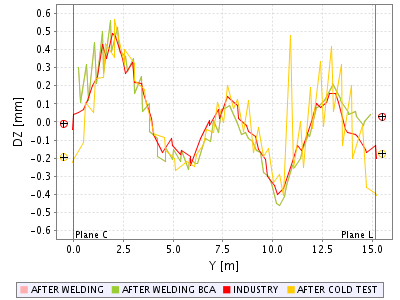 0.6
0.5
0.4
0.3
0.2
0.1
0.0
-0.1
-0.2
-0.3
-0.4
-0.5
-0.6
DZ [mm]
Plane C
Plane L
0.0 2.5 5.0 7.5 10.0 12.5 15.0
Y [m]
AFTER WELDING AFTER WELDING BCA INDUSTRY AFTER COLD TEST